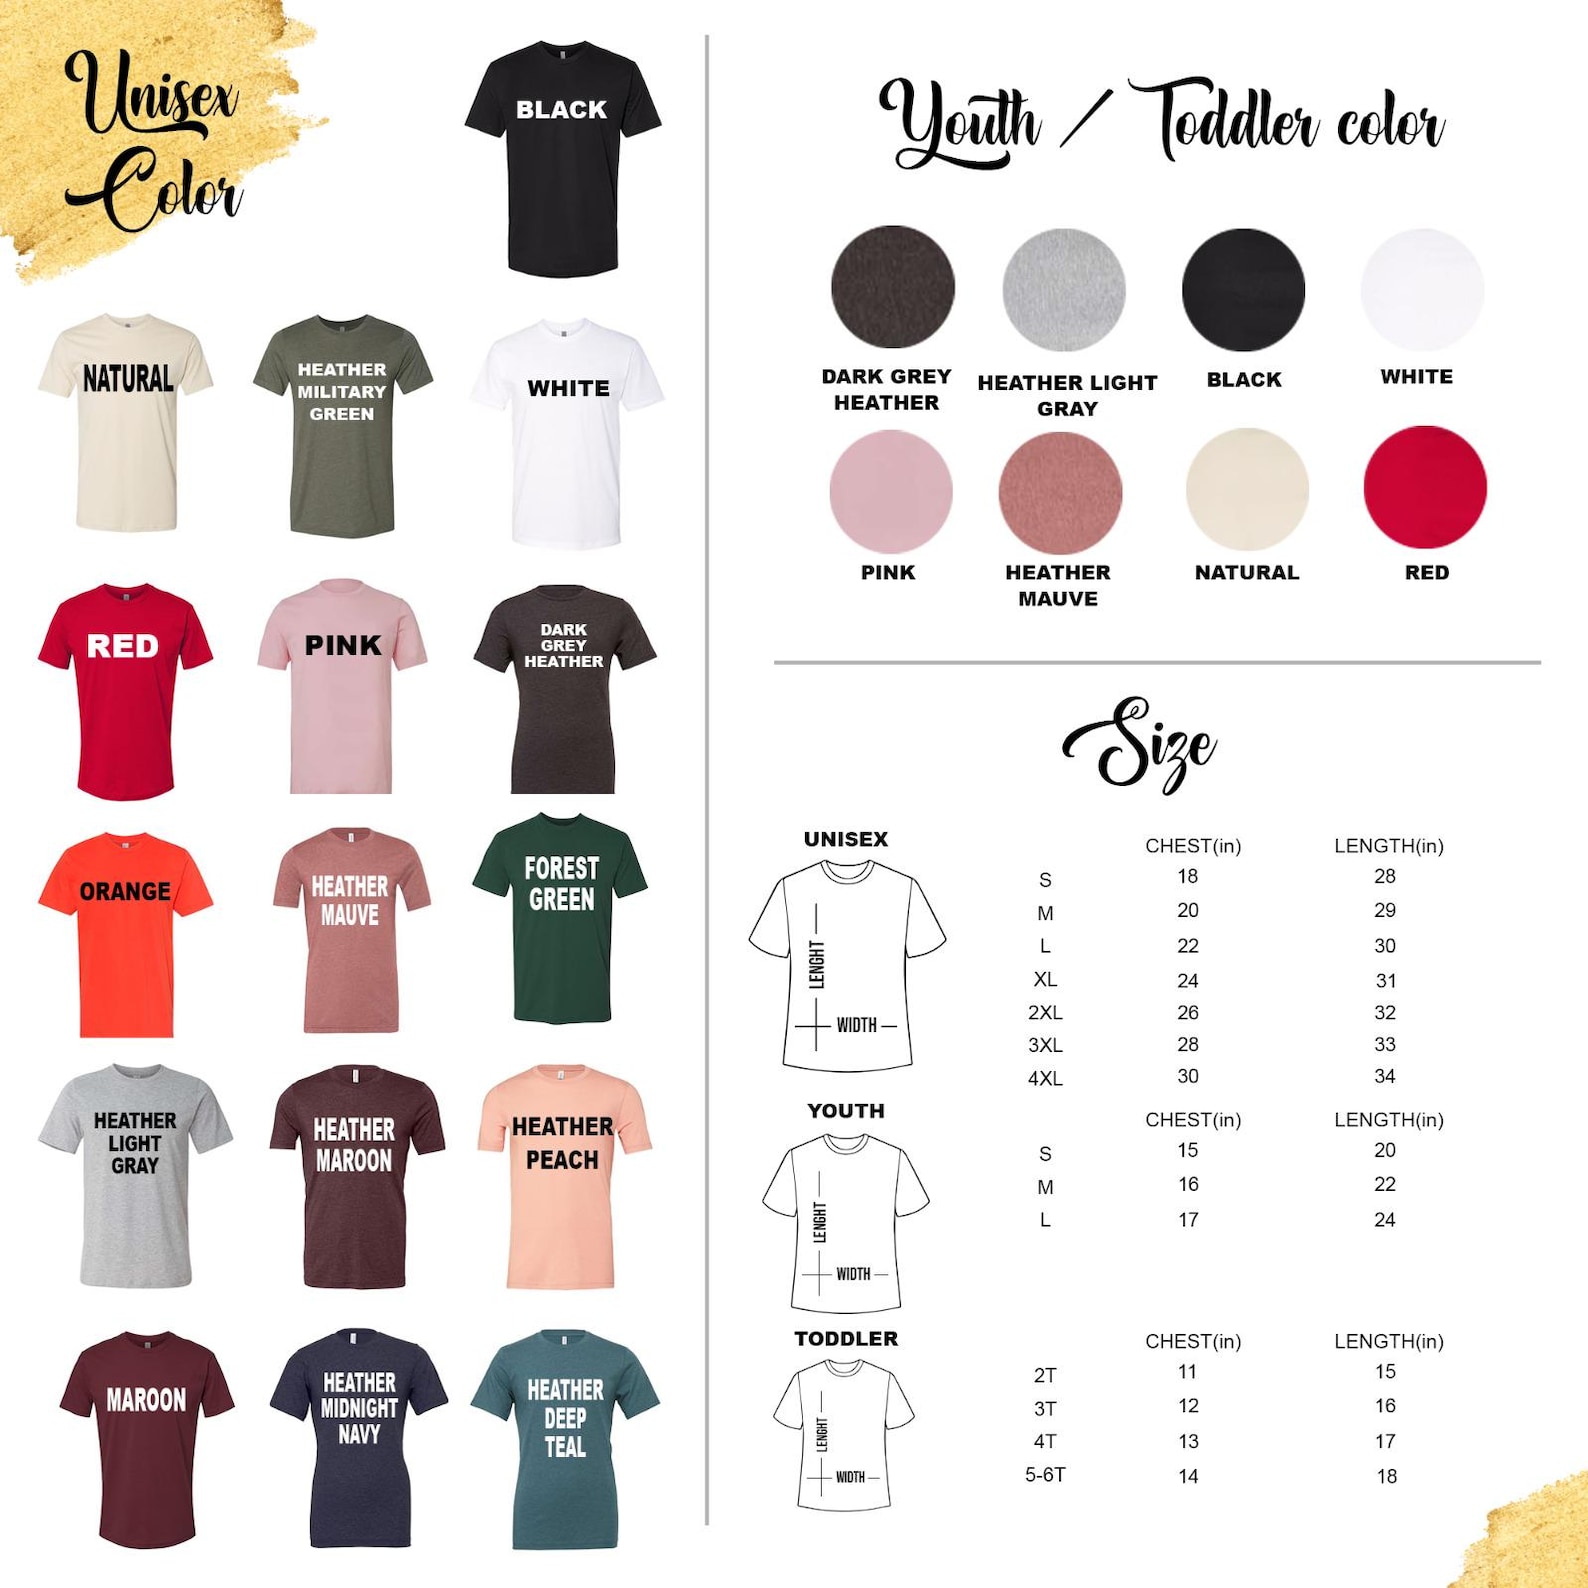 Unisex
Color
BLACK
NATURAL
HEATHER
MILITARY
GREEN
WHITE
RED
PINK
DARK
GREY
HEATHER
ORANGE
HEATHER
MAUVE
FOREST
GREEN
HEATHER
LIGHT
GRAY
HEATHER
MAROON
HEATHER
PEACH
MAROON
HEATHER
MIDNIGHT
NAVY
HEATHER
DEEP
TEAL
Youth / Toddler color
DARK GREY
HEATHER
HEATHER LIGHT
GRAY
BLACK
WHITE
PINK
HEATHER
MAUVE
NATURAL
RED
Size
UNISEX
LENGHT
WIDTH
CHEST(in) LENGTH(in)
S 18 28
M 20 29
L 22 30
XL 24 31
2XL 26 32
3XL 28 33
4XL 30 34
YOUTH
LENGHT
WIDTH
CHEST(in) LENGTH(in)
S 15 20
M 16 22
L 17 24
TODDLER
LENGHT
WIDTH
CHEST(in) LENGTH(in)
2T 11 15
3T 12 16
4T 13 17
5-6T 14 18